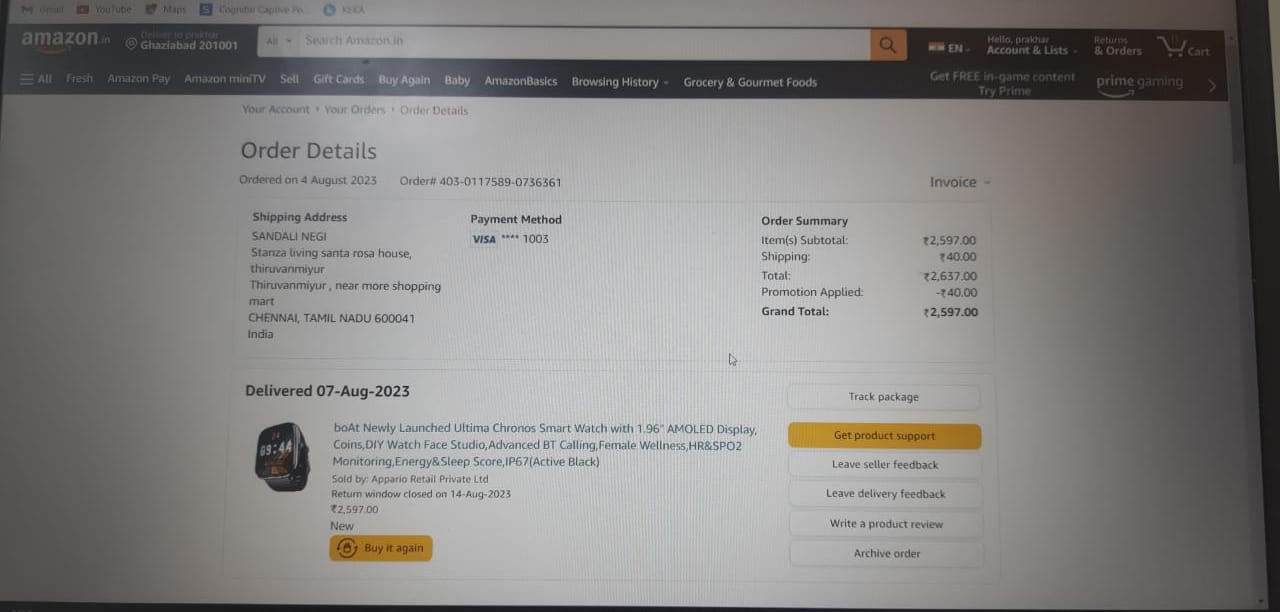 Gmail YouTube Maps Cognitio Captive Po... KEKA
amazon.in
Deliver to prakhar
Ghaziabad 201001
All Search Amazon.in
EN
Hello, prakhar
Account & Lists
Returns
& Orders
0
Cart
All Fresh Amazon Pay Amazon miniTV Sell Gift Cards Buy Again Baby AmazonBasics Browsing History Grocery & Gourmet Foods
Get FREE in-game content
Try Prime
prime gaming
Your Account › Your Orders › Order Details
Order Details
Ordered on 4 August 2023 Order# 403-0117589-0736361
Invoice
Shipping Address
SANDALI NEGI
Stanza living santa rosa house,
thiruvanmiyur
Thiruvanmiyur , near more shopping
mart
CHENNAI, TAMIL NADU 600041
India
Payment Method
VISA **** 1003
Order Summary
Item(s) Subtotal: ₹2,597.00
Shipping: ₹40.00
Total: ₹2,637.00
Promotion Applied: -₹40.00
Grand Total: ₹2,597.00
Delivered 07-Aug-2023
09:44
boAt Newly Launched Ultima Chronos Smart Watch with 1.96" AMOLED Display,
Coins,DIY Watch Face Studio,Advanced BT Calling,Female Wellness,HR&SPO2
Monitoring,Energy&Sleep Score,IP67(Active Black)
Sold by: Appario Retail Private Ltd
Return window closed on 14-Aug-2023
₹2,597.00
New
Buy it again
Track package
Get product support
Leave seller feedback
Leave delivery feedback
Write a product review
Archive order